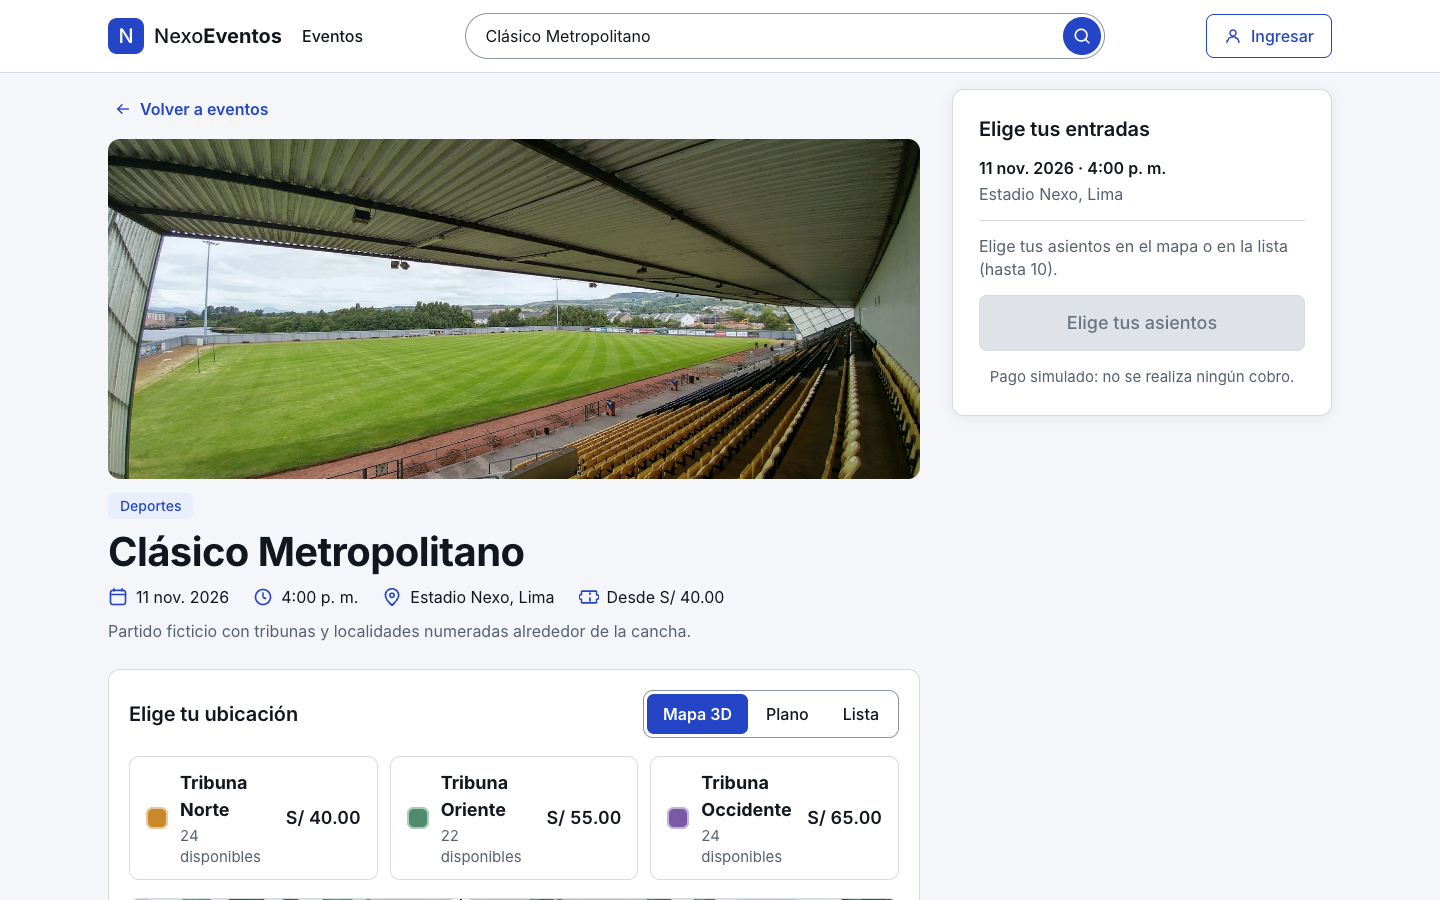 N NexoEventos Eventos
Clásico Metropolitano
Ingresar
Volver a eventos
Deportes
Clásico Metropolitano
11 nov. 2026 4:00 p. m. Estadio Nexo, Lima Desde S/ 40.00
Partido ficticio con tribunas y localidades numeradas alrededor de la cancha.
Elige tu ubicación
Mapa 3D Plano Lista
Tribuna
Norte
24
disponibles
S/ 40.00
Tribuna
Oriente
22
disponibles
S/ 55.00
Tribuna
Occidente
24
disponibles
S/ 65.00
Elige tus entradas
11 nov. 2026 · 4:00 p. m.
Estadio Nexo, Lima
Elige tus asientos en el mapa o en la lista
(hasta 10).
Elige tus asientos
Pago simulado: no se realiza ningún cobro.